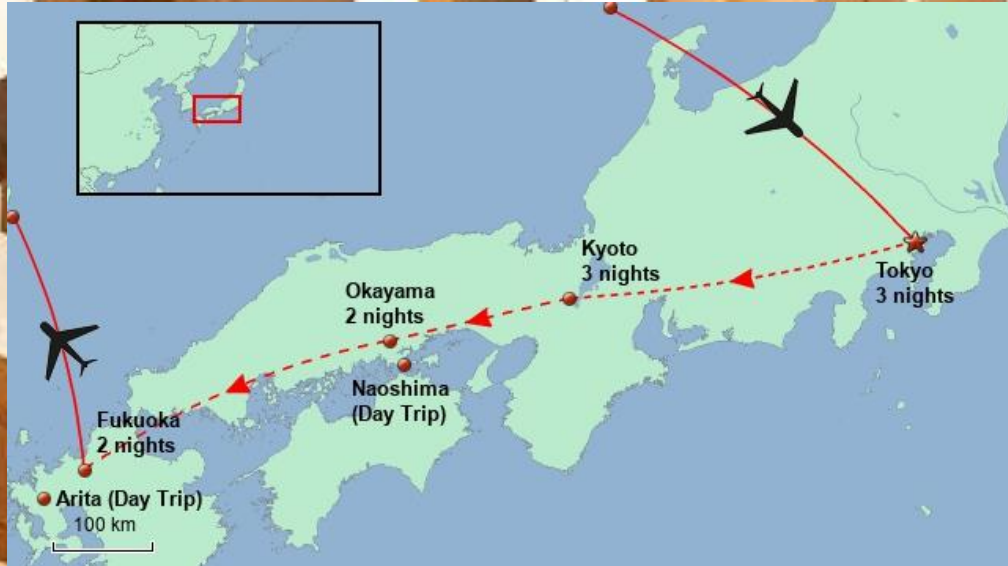 Kyoto
3 nights
Tokyo
3 nights
Okayama
2 nights
Naoshima
(Day Trip)
Fukuoka
2 nights
Arita (Day Trip)
100 km